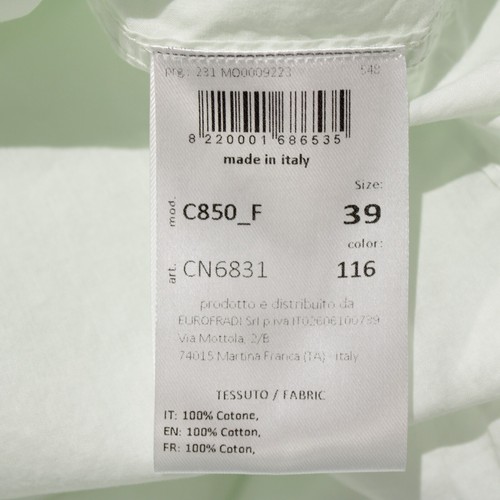 231 MO0009223 548
8 220001 686535
made in italy
Size:
mod. C850_F 39
color:
art. CN6831 116
prodotto e distribuito da
EUROFRADI Srl p.iva IT02606100739
Via Mottola, 2/B
74015 Martina Franca (TA) - italy
TESSUTO / FABRIC
IT: 100% Cotone,
EN: 100% Cotton,
FR: 100% Coton,